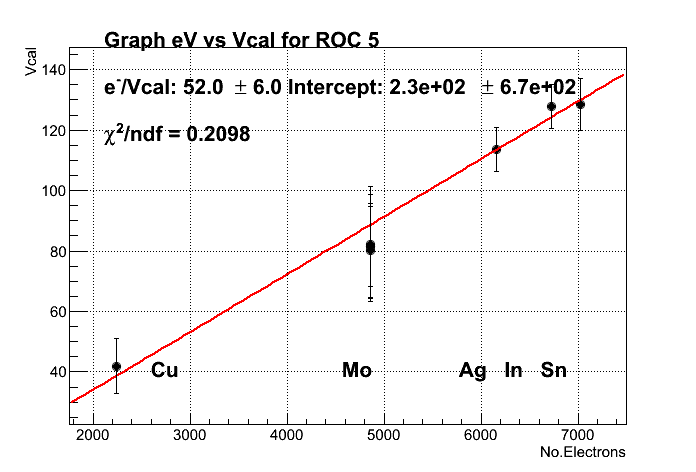 Graph eV vs Vcal for ROC 5
Vcal
e⁻/Vcal: 52.0 ± 6.0 Intercept: 2.3e+02 ± 6.7e+02
χ²/ndf = 0.2098
140
120
100
80
60
40
Cu Mo Ag In Sn
2000 3000 4000 5000 6000 7000
No.Electrons